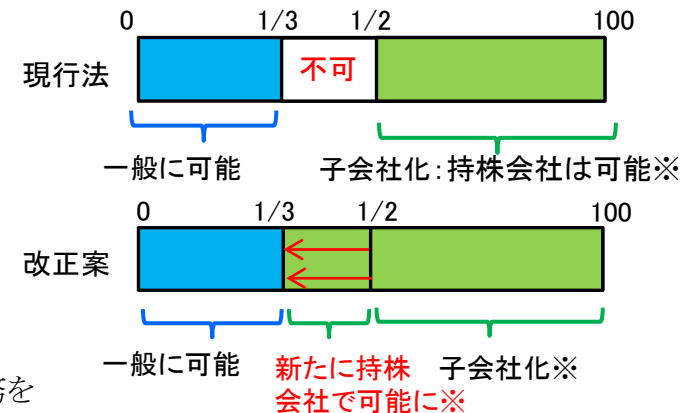 0 1/3 1/2 100
現行法 不可
一般に可能 子会社化：持株会社は可能※
0 1/3 1/2 100
改正案
一般に可能 新たに持株 子会社化※
会社で可能に※
を